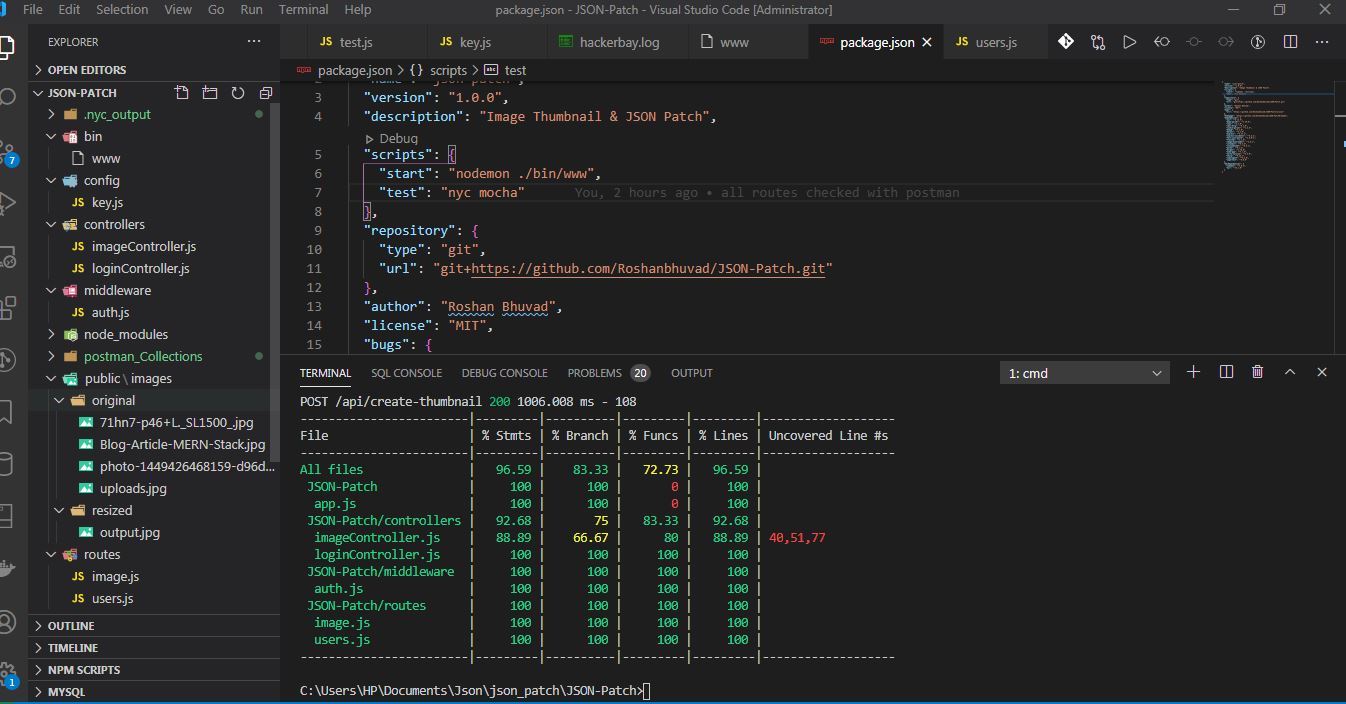 File Edit Selection View Go Run Terminal Help package.json - JSON-Patch - Visual Studio Code [Administrator]
EXPLORER
JS test.js JS key.js hackerbay.log www package.json JS users.js
OPEN EDITORS
package.json > {} scripts > abc test
JSON-PATCH
.nyc_output
bin
www
config
JS key.js
controllers
JS imageController.js
JS loginController.js
middleware
JS auth.js
node_modules
postman_Collections
public \ images
original
71hn7-p46+L._SL1500_.jpg
Blog-Article-MERN-Stack.jpg
photo-1449426468159-d96d...
uploads.jpg
resized
output.jpg
routes
JS image.js
JS users.js
OUTLINE
TIMELINE
NPM SCRIPTS
MYSQL
7
1
3 "version": "1.0.0",
4 "description": "Image Thumbnail & JSON Patch",
Debug
5 "scripts": {
6 "start": "nodemon ./bin/www",
7 "test": "nyc mocha" You, 2 hours ago • all routes checked with postman
8 },
9 "repository": {
10 "type": "git",
11 "url": "git+https://github.com/Roshanbhuvad/JSON-Patch.git"
12 },
13 "author": "Roshan Bhuvad",
14 "license": "MIT",
15 "bugs": {
TERMINAL SQL CONSOLE DEBUG CONSOLE PROBLEMS 20 OUTPUT 1: cmd
POST /api/create-thumbnail 200 1006.008 ms - 108
------------------------|---------|----------|---------|---------|-------------------
File | % Stmts | % Branch | % Funcs | % Lines | Uncovered Line #s
------------------------|---------|----------|---------|---------|-------------------
All files | 96.59 | 83.33 | 72.73 | 96.59 |
JSON-Patch | 100 | 100 | 0 | 100 |
app.js | 100 | 100 | 0 | 100 |
JSON-Patch/controllers | 92.68 | 75 | 83.33 | 92.68 |
imageController.js | 88.89 | 66.67 | 80 | 88.89 | 40,51,77
loginController.js | 100 | 100 | 100 | 100 |
JSON-Patch/middleware | 100 | 100 | 100 | 100 |
auth.js | 100 | 100 | 100 | 100 |
JSON-Patch/routes | 100 | 100 | 100 | 100 |
image.js | 100 | 100 | 100 | 100 |
users.js | 100 | 100 | 100 | 100 |
------------------------|---------|----------|---------|---------|-------------------
C:\Users\HP\Documents\Json\json_patch\JSON-Patch>